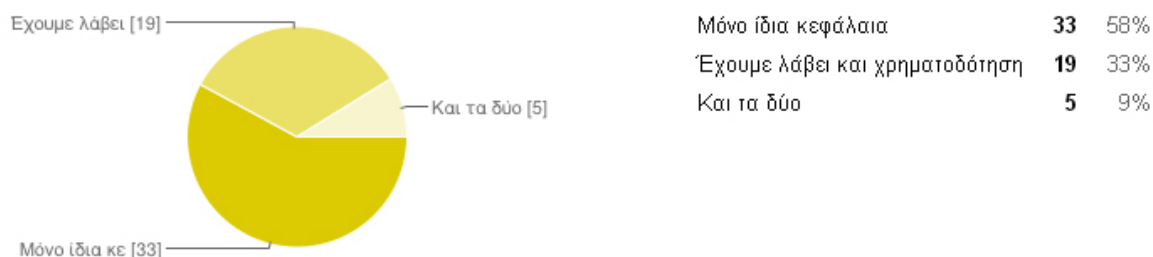 Έχουμε λάβει [19]
Και τα δύο [5]
Μόνο ίδια κε [33]
Μόνο ίδια κεφάλαια 33 58%
Έχουμε λάβει και χρηματοδότηση 19 33%
Και τα δύο 5 9%